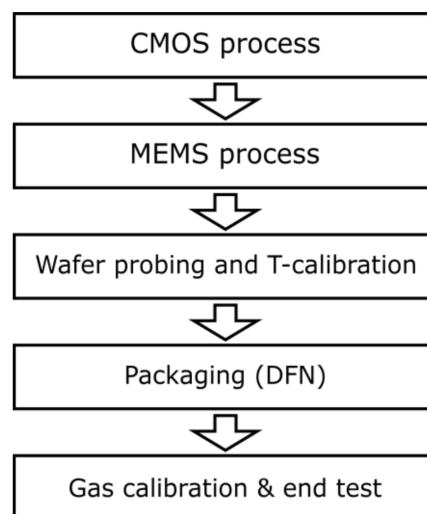 CMOS process
MEMS process
Wafer probing and T-calibration
Packaging (DFN)
Gas calibration & end test